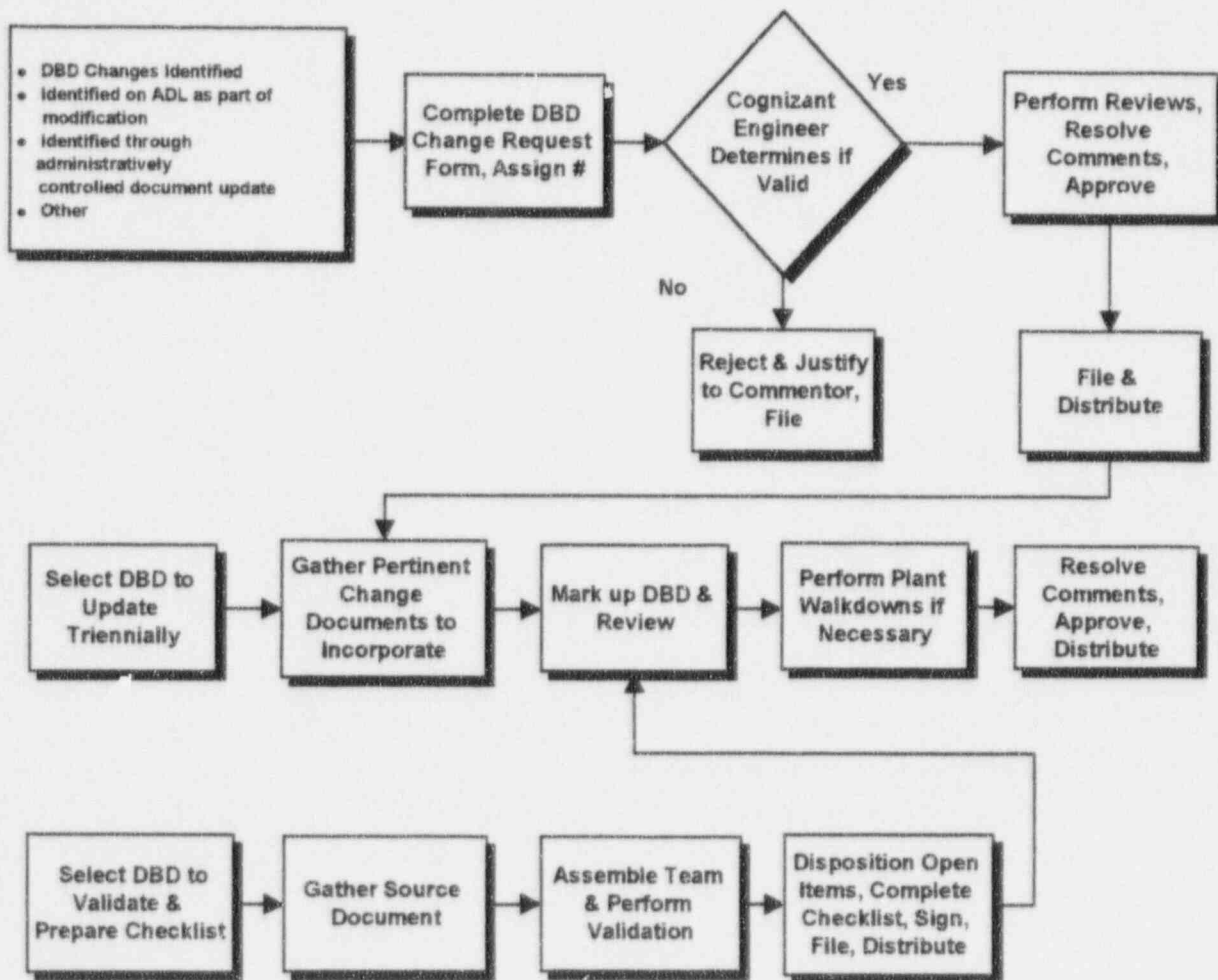 • DBD Changes Identified
• Identified on ADL as part of
modification
• Identified through
administratively
controlled document update
• Other
Complete DBD
Change Request
Form, Assign #
Cognizant
Engineer
Determines if
Valid
Yes
Perform Reviews,
Resolve
Comments,
Approve
No
Reject & Justify
to Commentor,
File
File &
Distribute
Select DBD to
Update
Triennially
Gather Pertinent
Change
Documents to
Incorporate
Mark up DBD &
Review
Perform Plant
Walkdowns if
Necessary
Resolve
Comments,
Approve,
Distribute
Select DBD to
Validate &
Prepare Checklist
Gather Source
Document
Assemble Team
& Perform
Validation
Disposition Open
Items, Complete
Checklist, Sign,
File, Distribute